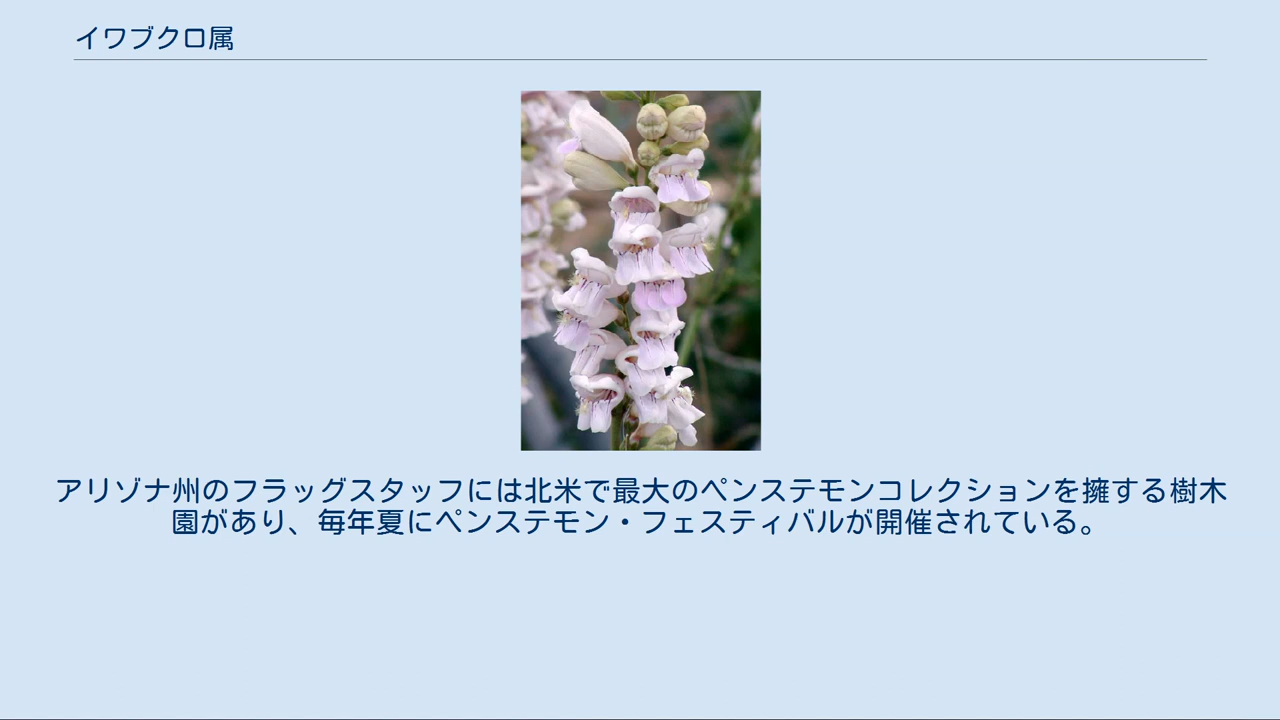 イワブクロ属
アリゾナ州のフラッグスタッフには北米で最大のペンステモンコレクションを擁する樹木
園があり、毎年夏にペンステモン・フェスティバルが開催されている。